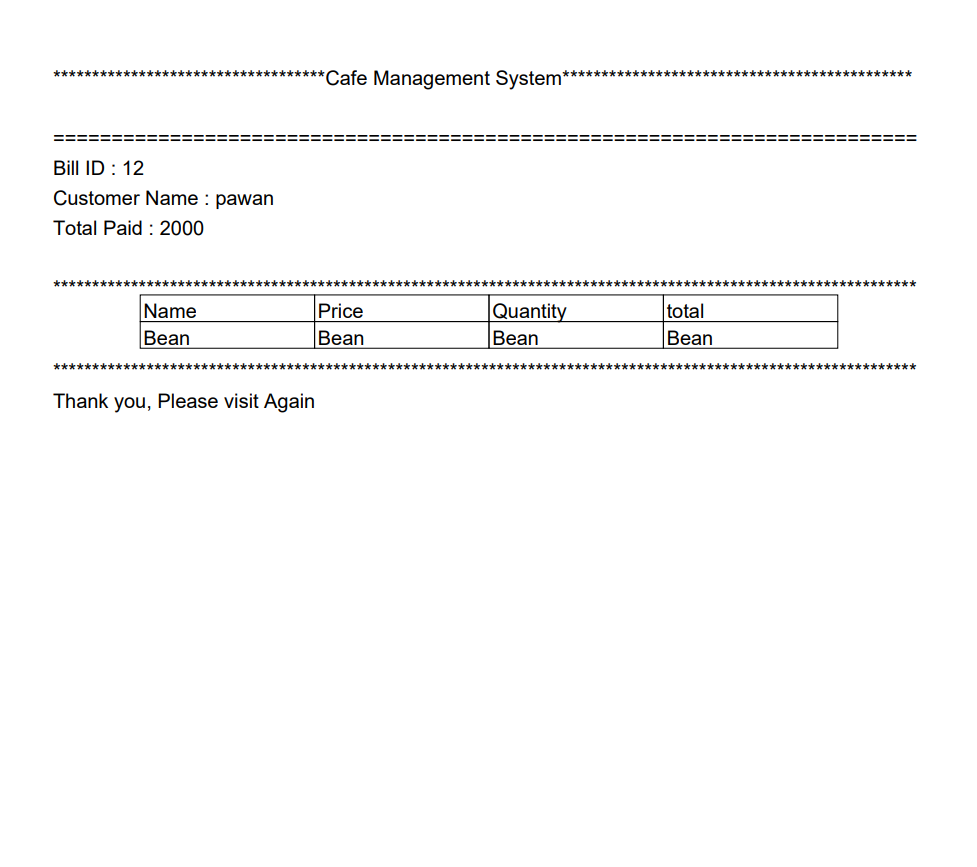 ***********************************Cafe Management System*********************************************
==========================================================================
Bill ID : 12
Customer Name : pawan
Total Paid : 2000
***************************************************************************************************************
Name Price Quantity total
Bean Bean Bean Bean
***************************************************************************************************************
Thank you, Please visit Again